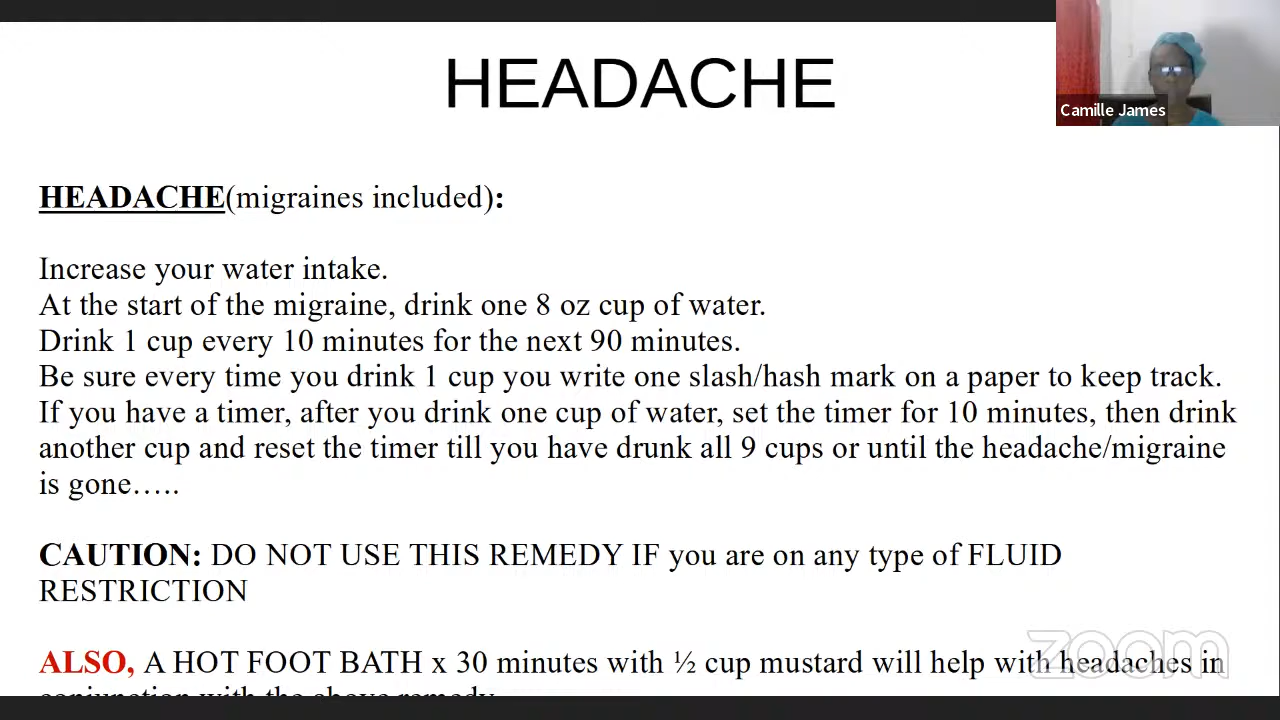 HEADACHE
Camille James
HEADACHE(migraines included):
Increase your water intake.
At the start of the migraine, drink one 8 oz cup of water.
Drink 1 cup every 10 minutes for the next 90 minutes.
Be sure every time you drink 1 cup you write one slash/hash mark on a paper to keep track.
If you have a timer, after you drink one cup of water, set the timer for 10 minutes, then drink
another cup and reset the timer till you have drunk all 9 cups or until the headache/migraine
is gone…..
CAUTION: DO NOT USE THIS REMEDY IF you are on any type of FLUID
RESTRICTION
ALSO, A HOT FOOT BATH x 30 minutes with ½ cup mustard will help with headaches in
conjunction with the above remedy
zoom